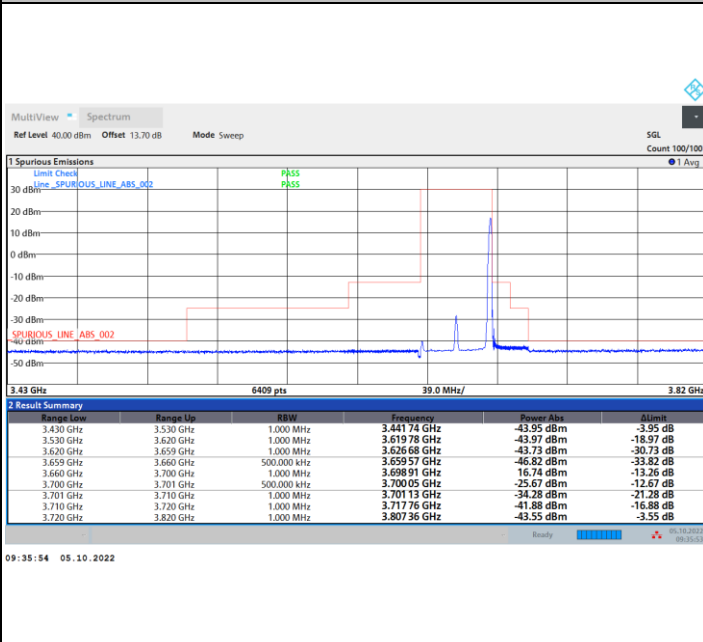 MultiView Spectrum
Ref Level 40.00 dBm Offset 13.70 dB Mode Sweep SGL
Count 100/100
1 Spurious Emissions 1 Avg
Limit Check PASS
Line _SPURIOUS_LINE_ABS_002 PASS
30 dBm
20 dBm
10 dBm
0 dBm
-10 dBm
-20 dBm
-30 dBm
SPURIOUS_LINE_ABS_002
-40 dBm
-50 dBm
3.43 GHz 6409 pts 39.0 MHz/ 3.82 GHz
2 Result Summary
Range Low Range Up RBW Frequency Power Abs ΔLimit
3.430 GHz 3.530 GHz 1.000 MHz 3.441 74 GHz -43.95 dBm -3.95 dB
3.530 GHz 3.620 GHz 1.000 MHz 3.619 78 GHz -43.97 dBm -18.97 dB
3.620 GHz 3.659 GHz 1.000 MHz 3.626 68 GHz -43.73 dBm -30.73 dB
3.659 GHz 3.660 GHz 500.000 kHz 3.659 57 GHz -46.82 dBm -33.82 dB
3.660 GHz 3.700 GHz 1.000 MHz 3.698 91 GHz 16.74 dBm -13.26 dB
3.700 GHz 3.701 GHz 500.000 kHz 3.700 05 GHz -25.67 dBm -12.67 dB
3.701 GHz 3.710 GHz 1.000 MHz 3.701 13 GHz -34.28 dBm -21.28 dB
3.710 GHz 3.720 GHz 1.000 MHz 3.717 76 GHz -41.88 dBm -16.88 dB
3.720 GHz 3.820 GHz 1.000 MHz 3.807 36 GHz -43.55 dBm -3.55 dB
Ready 05.10.2022
09:35:53
09:35:54 05.10.2022